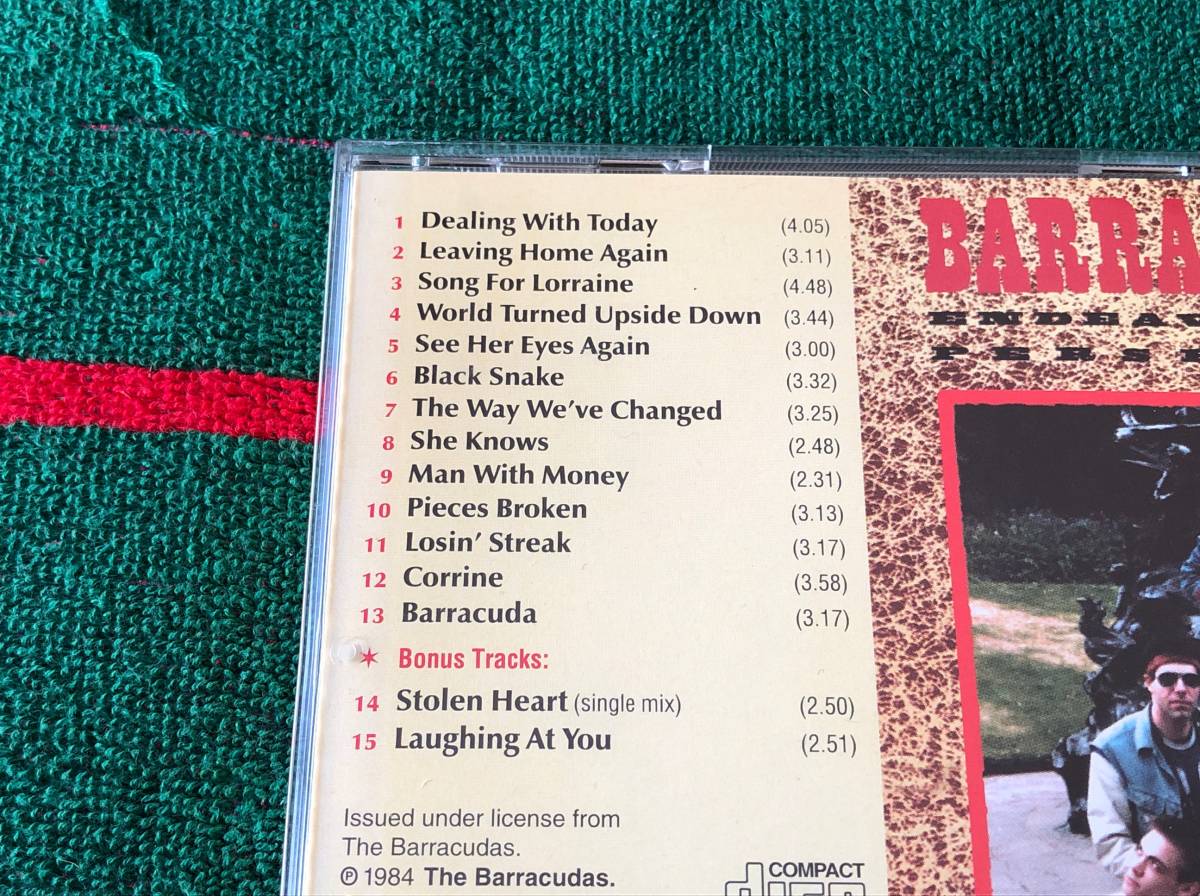 1 Dealing With Today (4.05)
2 Leaving Home Again (3.11)
3 Song For Lorraine (4.48)
4 World Turned Upside Down (3.44)
5 See Her Eyes Again (3.00)
6 Black Snake (3.32)
7 The Way We've Changed (3.25)
8 She Knows (2.48)
9 Man With Money (2.31)
10 Pieces Broken (3.13)
11 Losin' Streak (3.17)
12 Corrine (3.58)
13 Barracuda (3.17)
✶ Bonus Tracks:
14 Stolen Heart (single mix) (2.50)
15 Laughing At You (2.51)
Issued under license from
The Barracudas.
℗ 1984 The Barracudas.
BARRA
ENDEAV
PERSE
COMPACT
disc